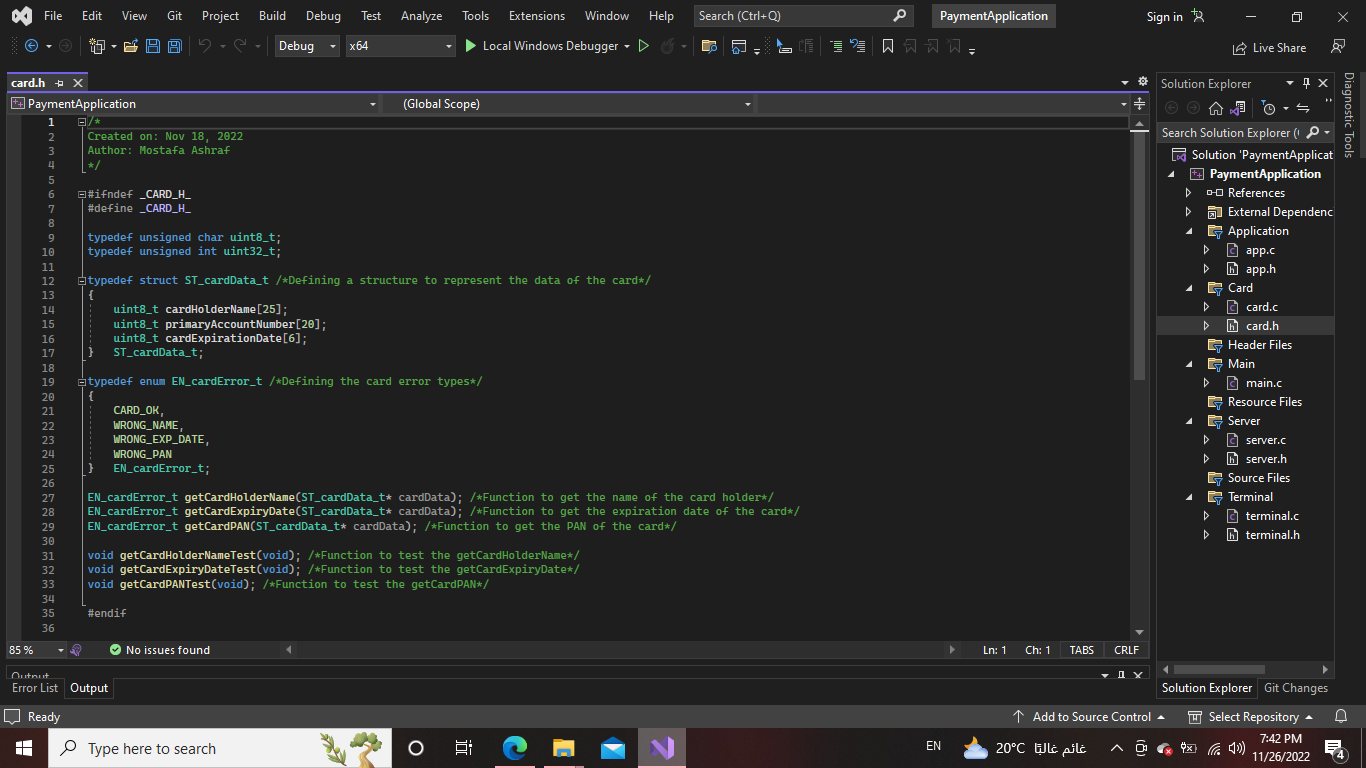 File Edit View Git Project Build Debug Test Analyze Tools Extensions Window Help Search (Ctrl+Q) PaymentApplication Sign in
Debug x64 Local Windows Debugger Live Share
card.h
PaymentApplication (Global Scope)
1 /*
2 Created on: Nov 18, 2022
3 Author: Mostafa Ashraf
4 */
5
6 #ifndef _CARD_H_
7 #define _CARD_H_
8
9 typedef unsigned char uint8_t;
10 typedef unsigned int uint32_t;
11
12 typedef struct ST_cardData_t /*Defining a structure to represent the data of the card*/
13 {
14 uint8_t cardHolderName[25];
15 uint8_t primaryAccountNumber[20];
16 uint8_t cardExpirationDate[6];
17 } ST_cardData_t;
18
19 typedef enum EN_cardError_t /*Defining the card error types*/
20 {
21 CARD_OK,
22 WRONG_NAME,
23 WRONG_EXP_DATE,
24 WRONG_PAN
25 } EN_cardError_t;
26
27 EN_cardError_t getCardHolderName(ST_cardData_t* cardData); /*Function to get the name of the card holder*/
28 EN_cardError_t getCardExpiryDate(ST_cardData_t* cardData); /*Function to get the expiration date of the card*/
29 EN_cardError_t getCardPAN(ST_cardData_t* cardData); /*Function to get the PAN of the card*/
30
31 void getCardHolderNameTest(void); /*Function to test the getCardHolderName*/
32 void getCardExpiryDateTest(void); /*Function to test the getCardExpiryDate*/
33 void getCardPANTest(void); /*Function to test the getCardPAN*/
34
35 #endif
36
85 % No issues found Ln: 1 Ch: 1 TABS CRLF
Output
Error List Output
Solution Explorer
Search Solution Explorer (
Solution 'PaymentApplicat
PaymentApplication
References
External Dependenc
Application
app.c
app.h
Card
card.c
card.h
Header Files
Main
main.c
Resource Files
Server
server.c
server.h
Source Files
Terminal
terminal.c
terminal.h
Solution Explorer Git Changes
Diagnostic Tools
Ready Add to Source Control Select Repository
Type here to search EN 20°C غائم غالبًا 7:42 PM
11/26/2022
4